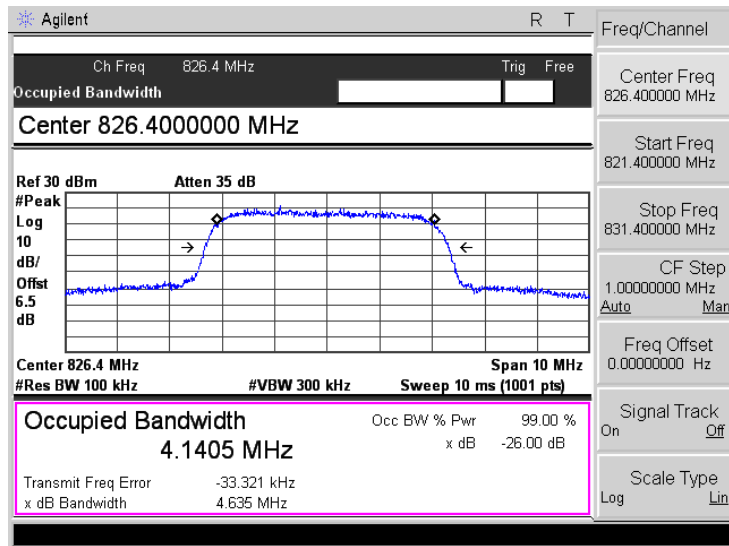 Agilent R T
Ch Freq 826.4 MHz Trig Free
Occupied Bandwidth
Center 826.4000000 MHz
Ref 30 dBm Atten 35 dB
#Peak
Log
10
dB/
Offst
6.5
dB
Center 826.4 MHz Span 10 MHz
#Res BW 100 kHz #VBW 300 kHz Sweep 10 ms (1001 pts)
Occupied Bandwidth
4.1405 MHz
Occ BW % Pwr 99.00 %
x dB -26.00 dB
Transmit Freq Error -33.321 kHz
x dB Bandwidth 4.635 MHz
Freq/Channel
Center Freq
826.400000 MHz
Start Freq
821.400000 MHz
Stop Freq
831.400000 MHz
CF Step
1.00000000 MHz
Auto Man
Freq Offset
0.00000000 Hz
Signal Track
On Off
Scale Type
Log Lin